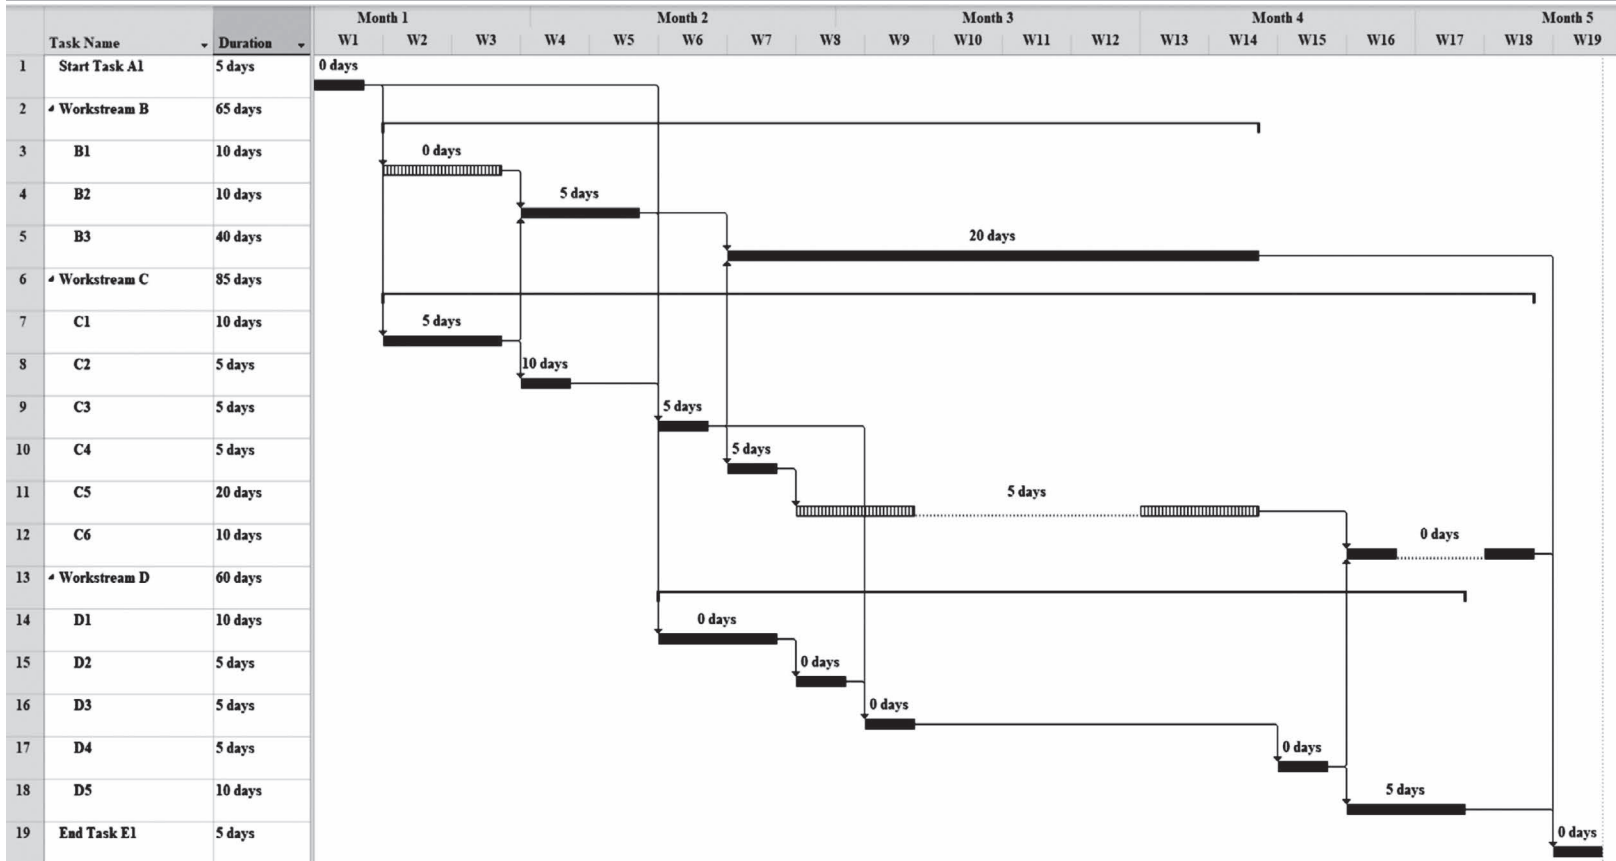 Month 1 Month 2 Month 3 Month 4 Month 5
Task Name Duration W1 W2 W3 W4 W5 W6 W7 W8 W9 W10 W11 W12 W13 W14 W15 W16 W17 W18 W19
1 Start Task A1 5 days 0 days
2 Workstream B 65 days
3 B1 10 days 0 days
4 B2 10 days 5 days
5 B3 40 days 20 days
6 Workstream C 85 days
7 C1 10 days 5 days
8 C2 5 days 10 days
9 C3 5 days 5 days
10 C4 5 days 5 days
11 C5 20 days 5 days
12 C6 10 days 0 days
13 Workstream D 60 days
14 D1 10 days 0 days
15 D2 5 days 0 days
16 D3 5 days 0 days
17 D4 5 days 0 days
18 D5 10 days 5 days
19 End Task E1 5 days 0 days